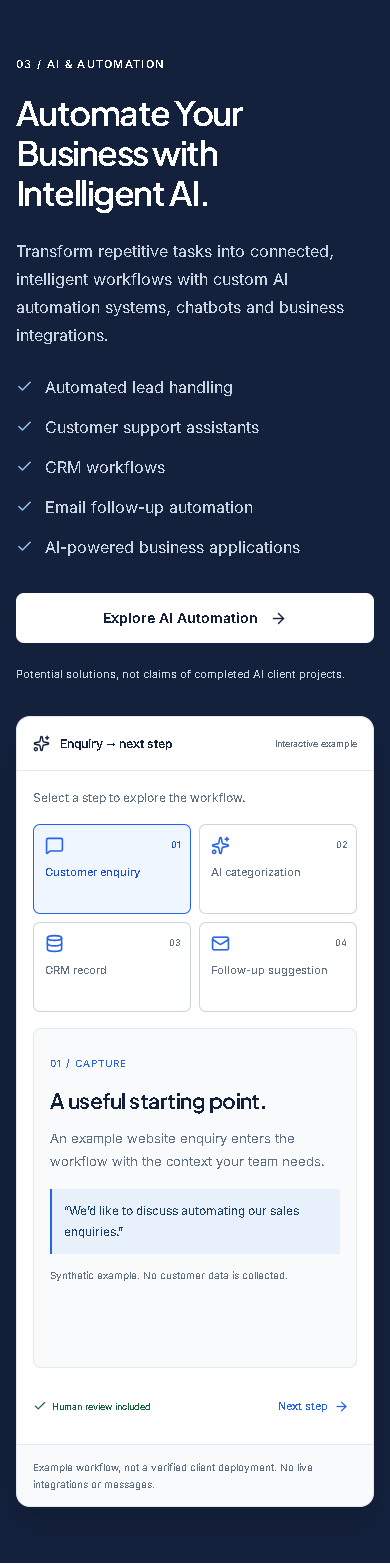 03 / AI & AUTOMATION
Automate Your
Business with
Intelligent AI.
Transform repetitive tasks into connected,
intelligent workflows with custom AI
automation systems, chatbots and business
integrations.
Automated lead handling
Customer support assistants
CRM workflows
Email follow-up automation
AI-powered business applications
Explore AI Automation →
Potential solutions, not claims of completed AI client projects.
Enquiry → next step
Interactive example
Select a step to explore the workflow.
01
Customer enquiry
02
AI categorization
03
CRM record
04
Follow-up suggestion
01 / CAPTURE
A useful starting point.
An example website enquiry enters the
workflow with the context your team needs.
“We’d like to discuss automating our sales
enquiries.”
Synthetic example. No customer data is collected.
Human review included
Next step →
Example workflow, not a verified client deployment. No live
integrations or messages.